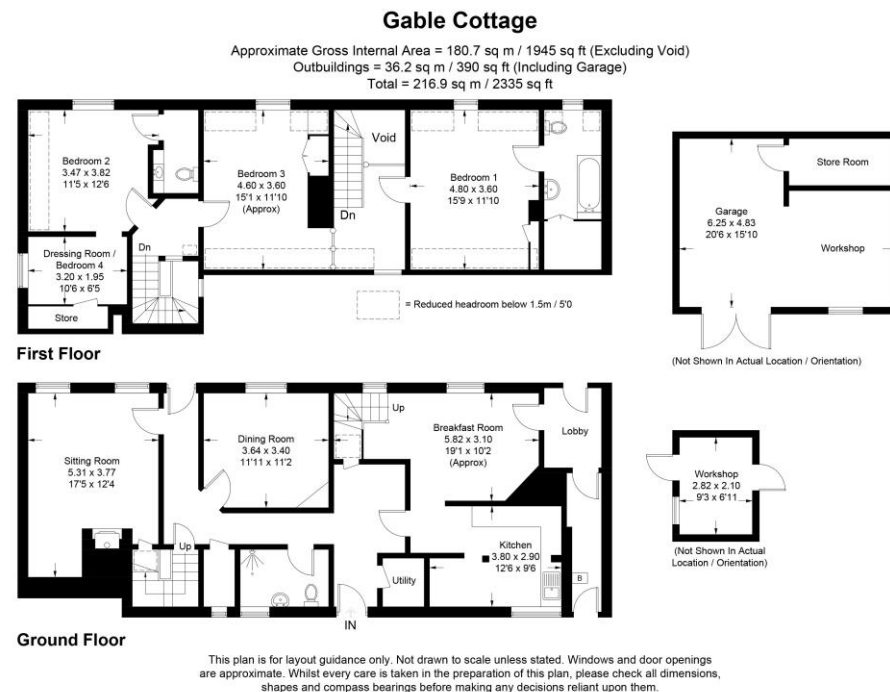 Gable Cottage
Approximate Gross Internal Area = 180.7 sq m / 1945 sq ft (Excluding Void)
Outbuildings = 36.2 sq m / 390 sq ft (Including Garage)
Total = 216.9 sq m / 2335 sq ft
Bedroom 2
3.47 x 3.82
11'5 x 12'6
Bedroom 3
4.60 x 3.60
15'1 x 11'10
(Approx)
Void
Dn
Bedroom 1
4.80 x 3.60
15'9 x 11'10
Dressing Room /
Bedroom 4
3.20 x 1.95
10'6 x 6'5
Dn
Store
= Reduced headroom below 1.5m / 5'0
First Floor
Store Room
Garage
6.25 x 4.83
20'6 x 15'10
Workshop
(Not Shown In Actual Location / Orientation)
Sitting Room
5.31 x 3.77
17'5 x 12'4
Dining Room
3.64 x 3.40
11'11 x 11'2
Up
Breakfast Room
5.82 x 3.10
19'1 x 10'2
(Approx)
Lobby
Up
Kitchen
3.80 x 2.90
12'6 x 9'6
Utility
B
IN
Workshop
2.82 x 2.10
9'3 x 6'11
(Not Shown In Actual
Location / Orientation)
Ground Floor
This plan is for layout guidance only. Not drawn to scale unless stated. Windows and door openings
are approximate. Whilst every care is taken in the preparation of this plan, please check all dimensions,
shapes and compass bearings before making any decisions reliant upon them.